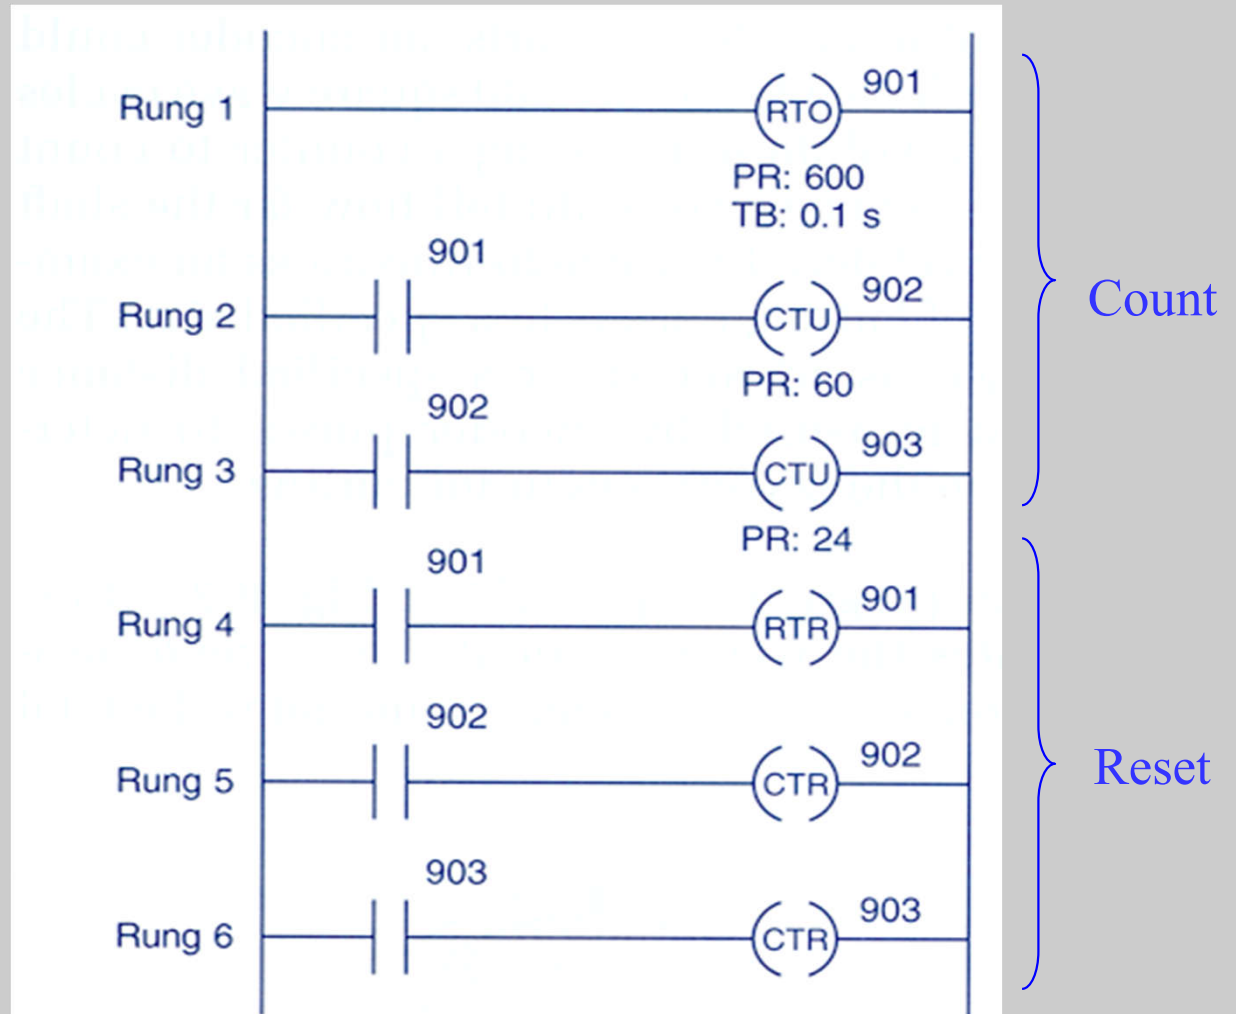 901
Rung 1
RTO
PR: 600
TB: 0.1 s
901
902
Rung 2
CTU
PR: 60
Count
902
903
Rung 3
CTU
PR: 24
901
901
Rung 4
RTR
902
902
Rung 5
CTR
Reset
903
903
Rung 6
CTR